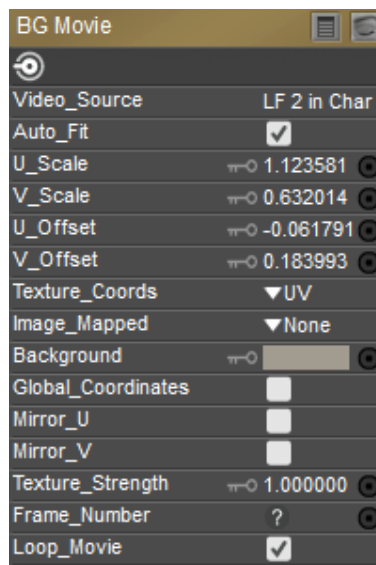 BG Movie
Video_Source LF 2 in Char
Auto_Fit
U_Scale 1.123581
V_Scale 0.632014
U_Offset -0.061791
V_Offset 0.183993
Texture_Coords ▼UV
Image_Mapped ▼None
Background
Global_Coordinates
Mirror_U
Mirror_V
Texture_Strength 1.000000
Frame_Number ?
Loop_Movie